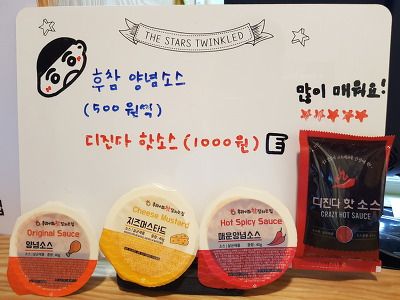 THE STARS TWINKLED
후참 양념소스
(500원씩)
많이 매워요!
디진다 핫소스 (1000원)
Original Sauce
양념소스
Cheese Mustard
치즈머스타드
Hot Spicy Sauce
매운양념소스
디진다 핫 소스
CRAZY HOT SAUCE